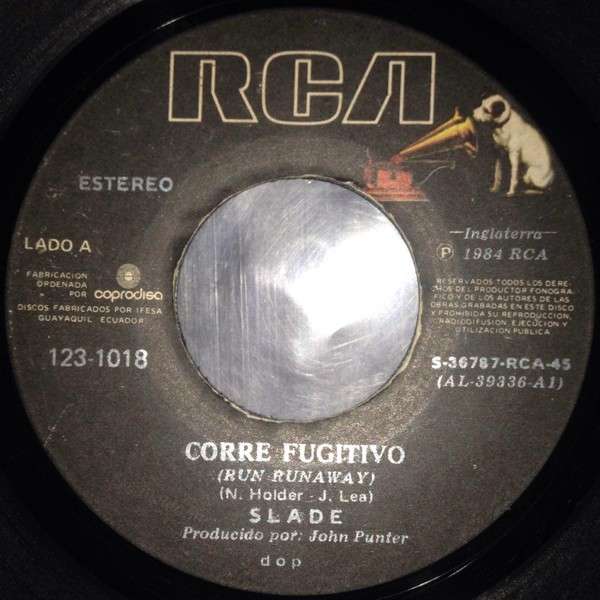 RCA
ESTEREO
LADO A
FABRICACION
ORDENADA
POR coprodisa
DISCOS FABRICADOS POR IFESA
GUAYAQUIL ECUADOR
123-1018
Inglaterra
℗ 1984 RCA
RESERVADOS TODOS LOS DERE-
CHOS DEL PRODUCTOR FONOGRA-
FICO Y DE LOS AUTORES DE LAS
OBRAS GRABADAS EN ESTE DISCO
Y PROHIBIDA SU REPRODUCCION,
RADIODIFUSION, EJECUCION Y
UTILIZACION PUBLICA
S-36787-RCA-45
(AL-39336-A1)
CORRE FUGITIVO
(RUN RUNAWAY)
(N. Holder - J. Lea)
SLADE
Producido por: John Punter
dop